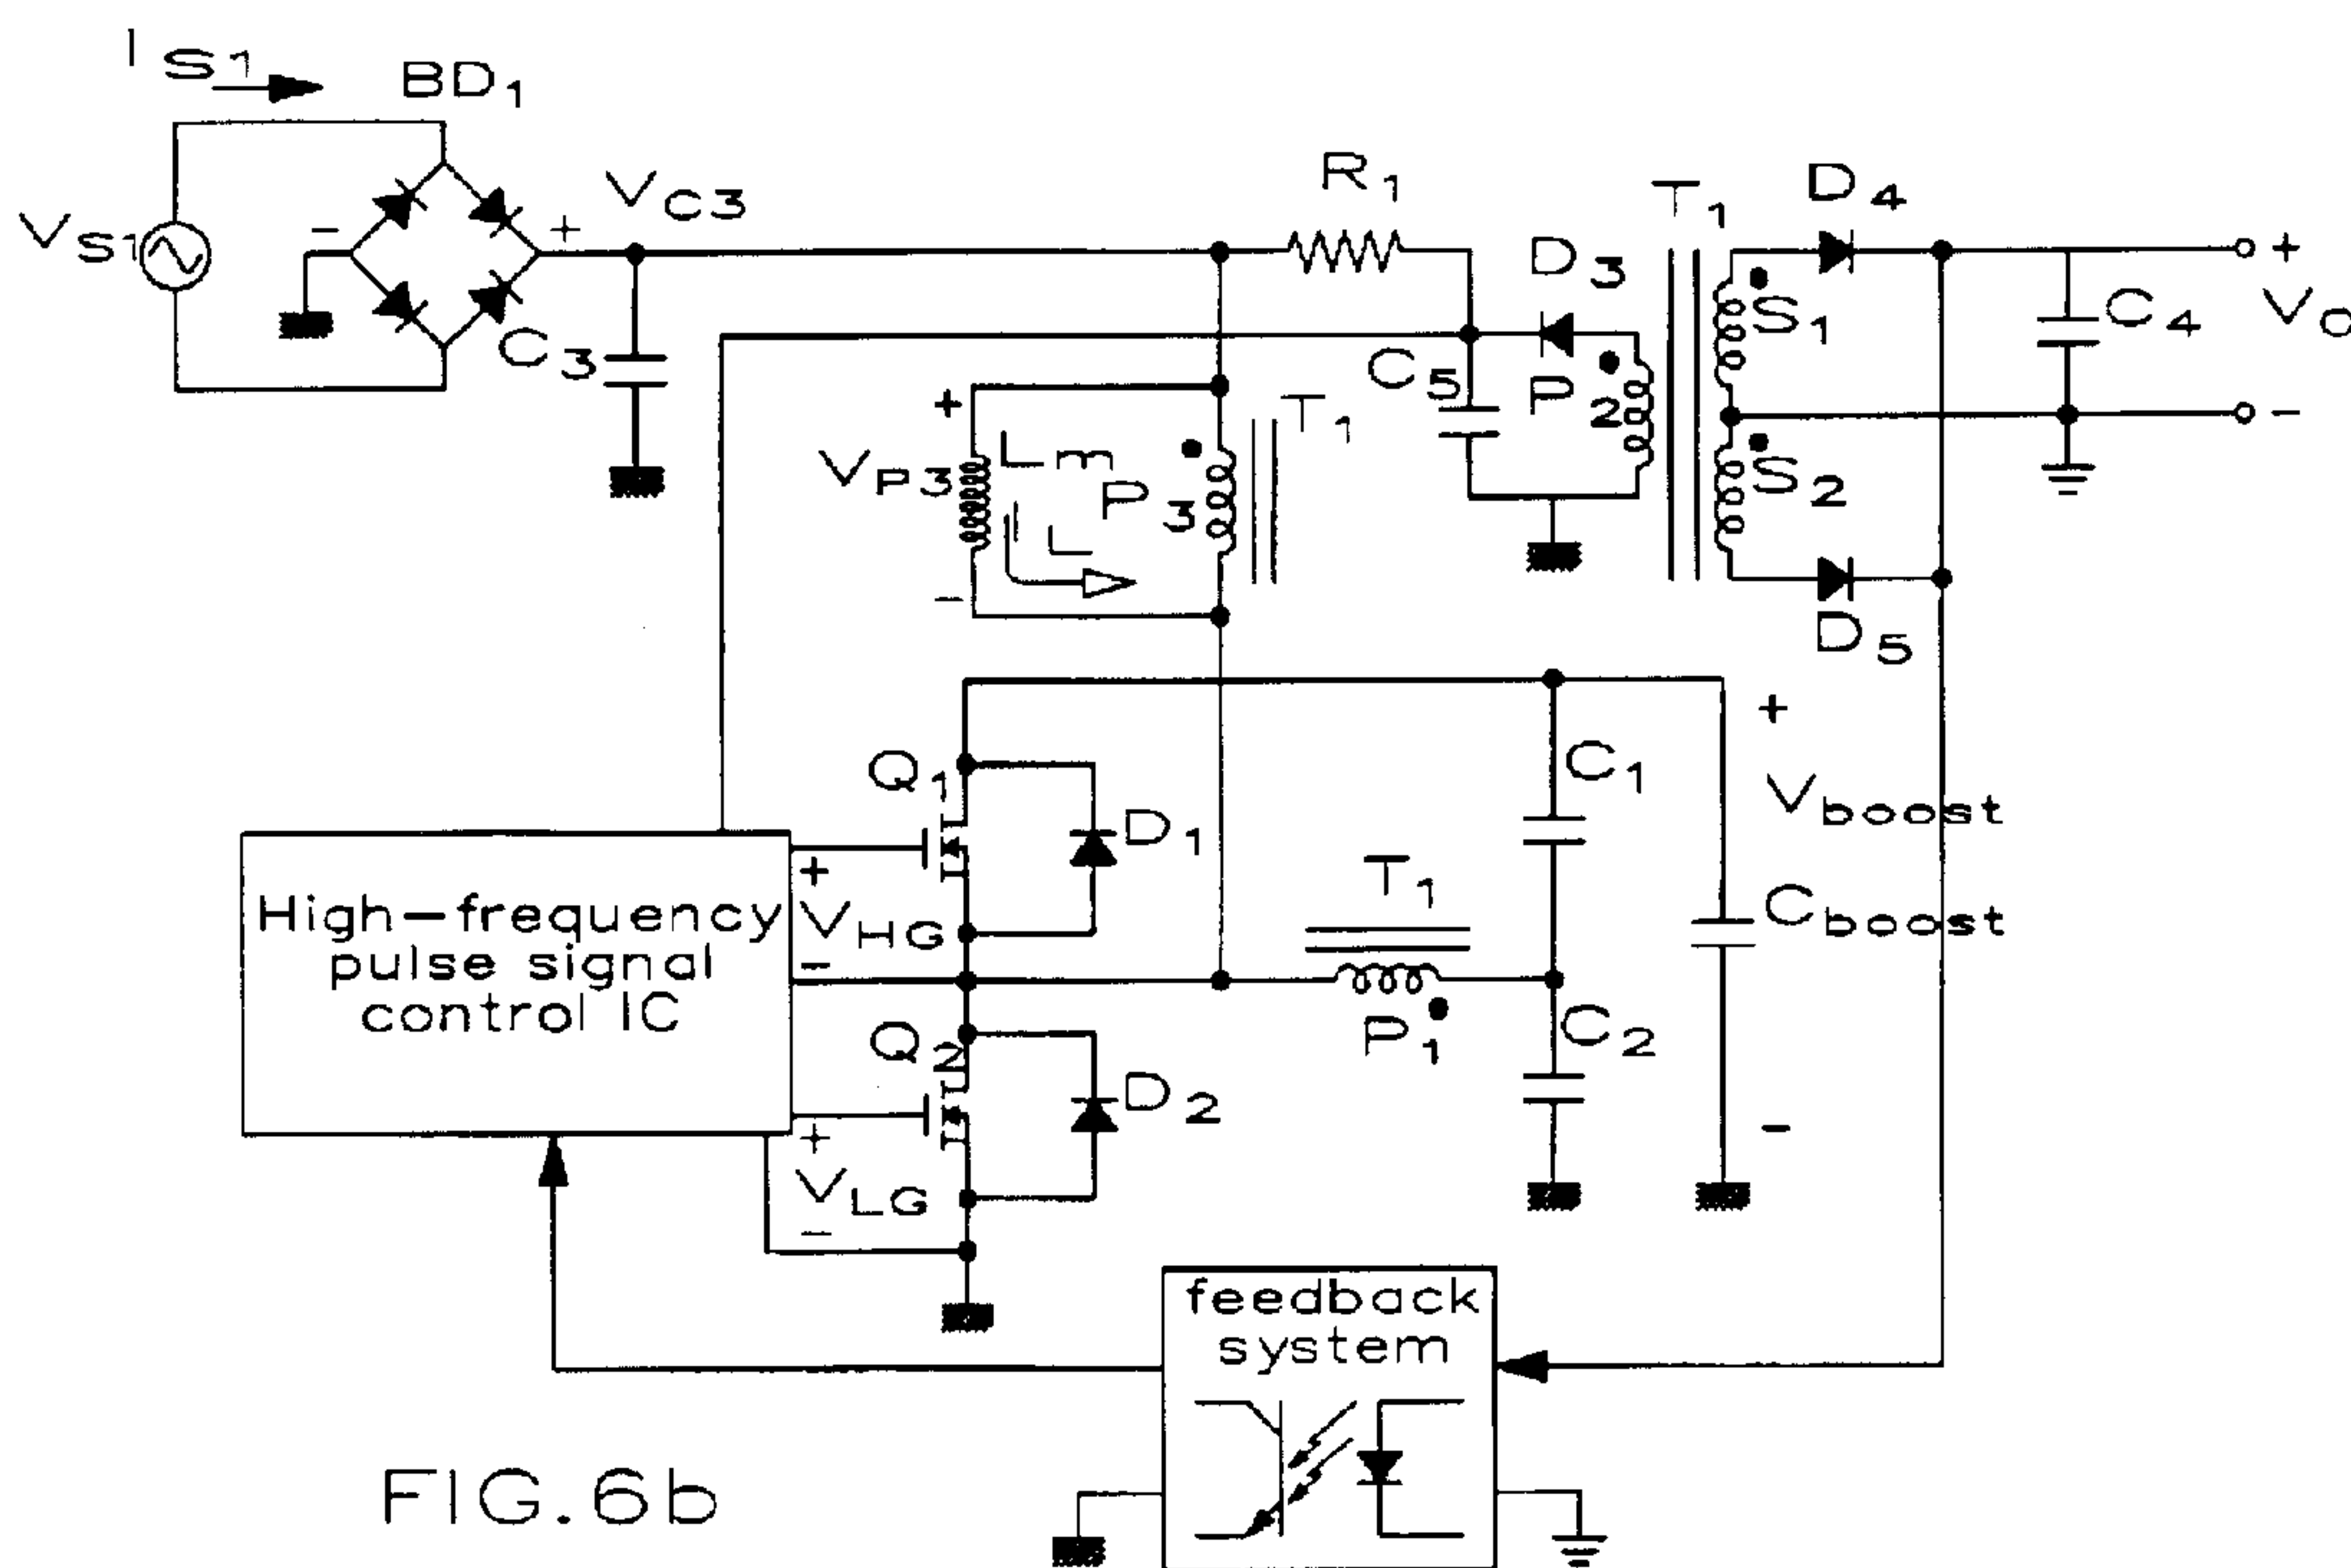 I S1
BD1
VS1
−
+
VC3
C3
R1
T1
D4
D3
+
S1
C4
VO
C5
P2
−
S2
D5
+
VP3
Lm
P3
T1
IL
−
+
Q1
D1
C1
Vboost
High-frequency
pulse signal
control IC
+
VHG
−
T1
P1
Cboost
C2
Q2
D2
+
VLG
−
−
feedback
system
FIG.6b